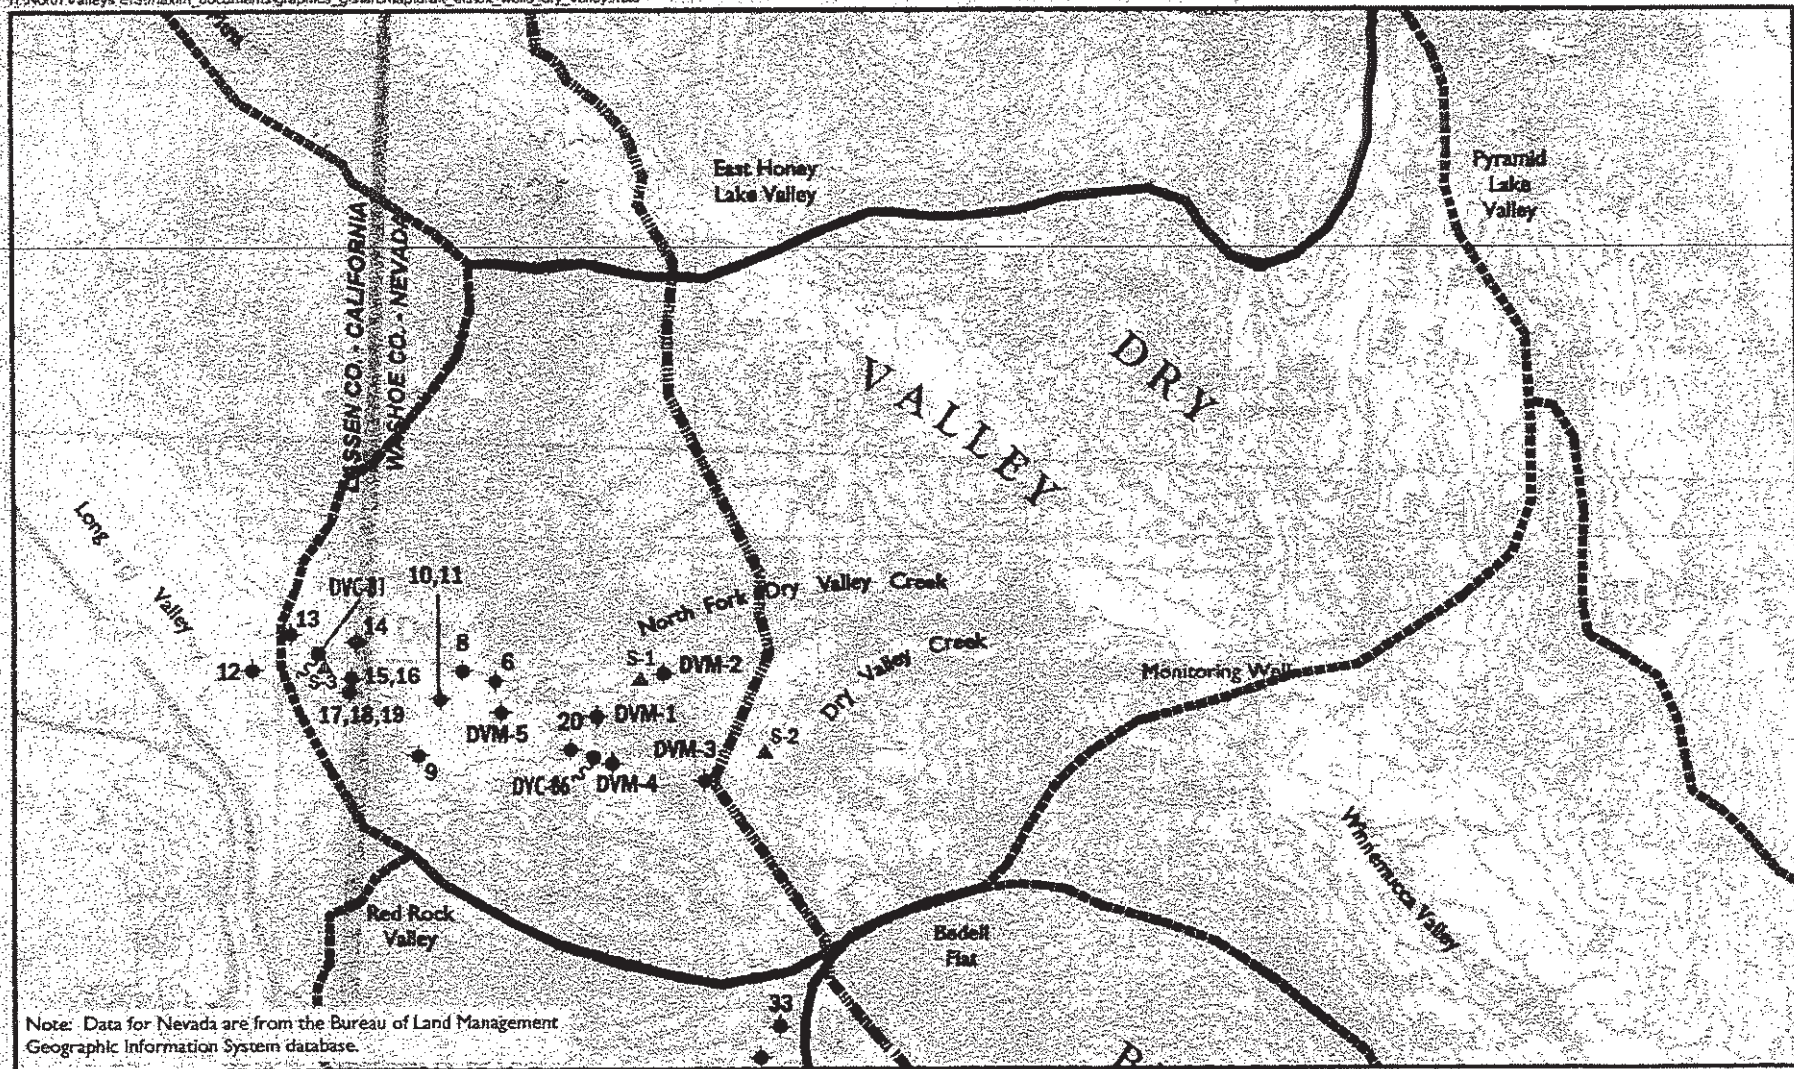 East Honey
Lake Valley
Pyramid
Lake
Valley
LASSEN CO. - CALIFORNIA
WASHOE CO. - NEVADA
DRY
VALLEY
Long
Valley
DYC-81
10,11
North Fork Dry Valley Creek
13
14
8
6
S-1
DVM-2
Dry Valley Creek
12
S-3
15,16
Monitoring Well
17,18,19
DVM-5
20
DVM-1
DVM-3
S-2
9
DYC-66
DVM-4
Winnemucca Valley
Red Rock
Valley
Bedell
Flat
33
Note: Data for Nevada are from the Bureau of Land Management
Geographic Information System database.